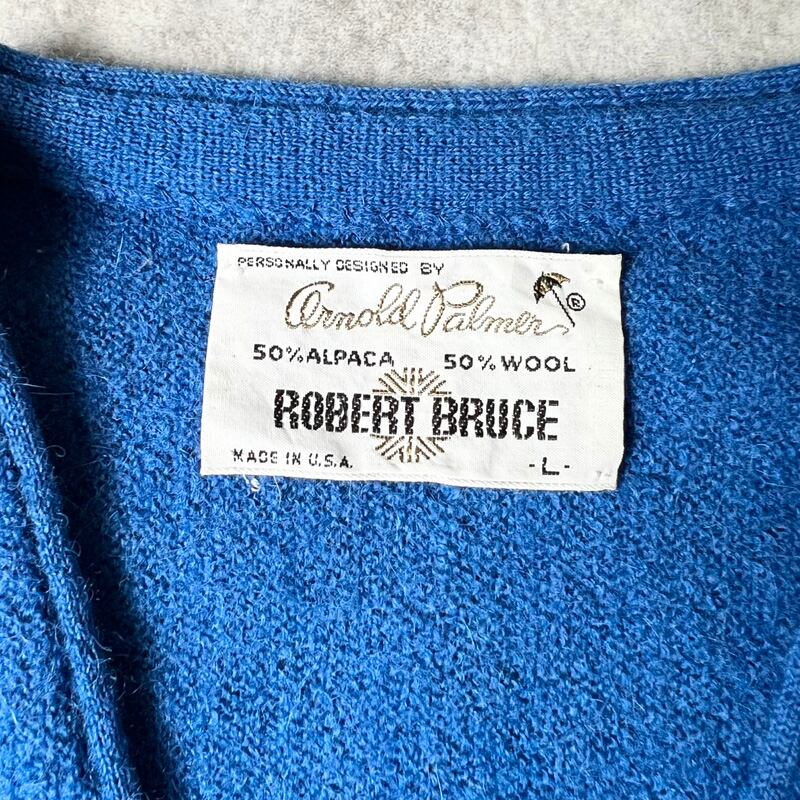 PERSONALLY DESIGNED BY
Arnold Palmer ®
50% ALPACA 50% WOOL
ROBERT BRUCE
MADE IN U.S.A. -L-